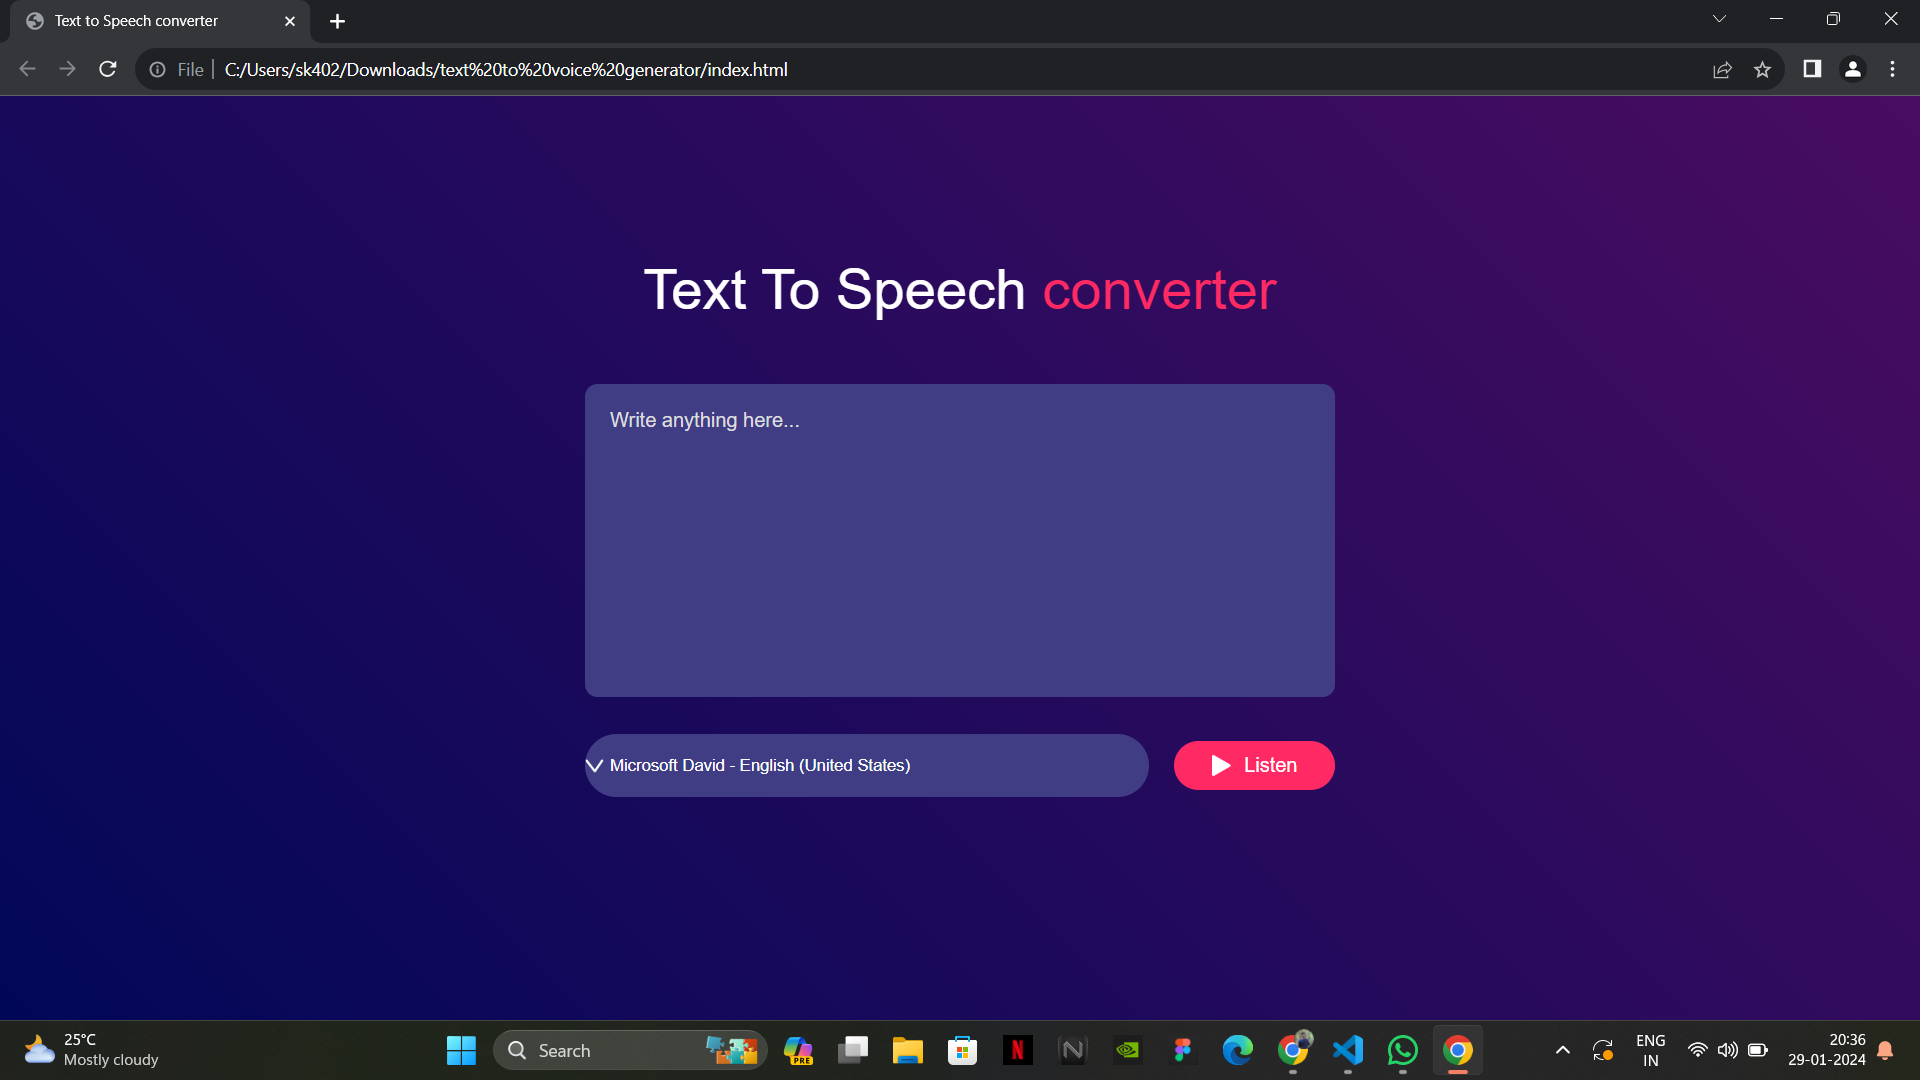 Text to Speech converter
File
C:/Users/sk402/Downloads/text%20to%20voice%20generator/index.html
Text To Speech converter
Write anything here...
Microsoft David - English (United States)
Listen
25°C
Mostly cloudy
Search
PRE
N
N
ENG
IN
20:36
29-01-2024